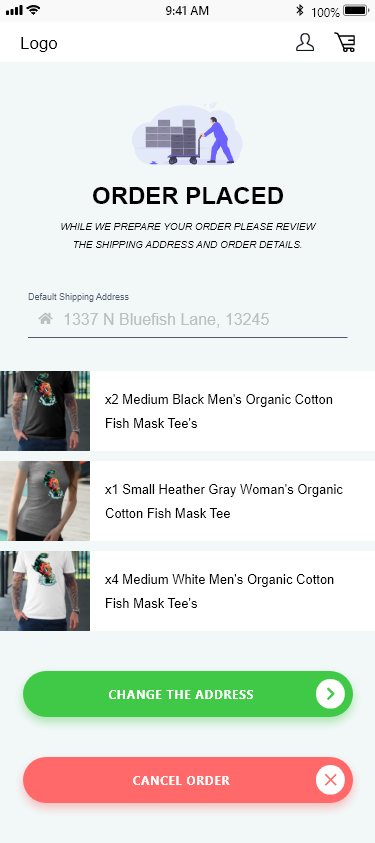 9:41 AM
100%
Logo
ORDER PLACED
WHILE WE PREPARE YOUR ORDER PLEASE REVIEW
THE SHIPPING ADDRESS AND ORDER DETAILS.
Default Shipping Address
1337 N Bluefish Lane, 13245
x2 Medium Black Men's Organic Cotton
Fish Mask Tee's
x1 Small Heather Gray Woman's Organic
Cotton Fish Mask Tee
x4 Medium White Men's Organic Cotton
Fish Mask Tee's
CHANGE THE ADDRESS
CANCEL ORDER